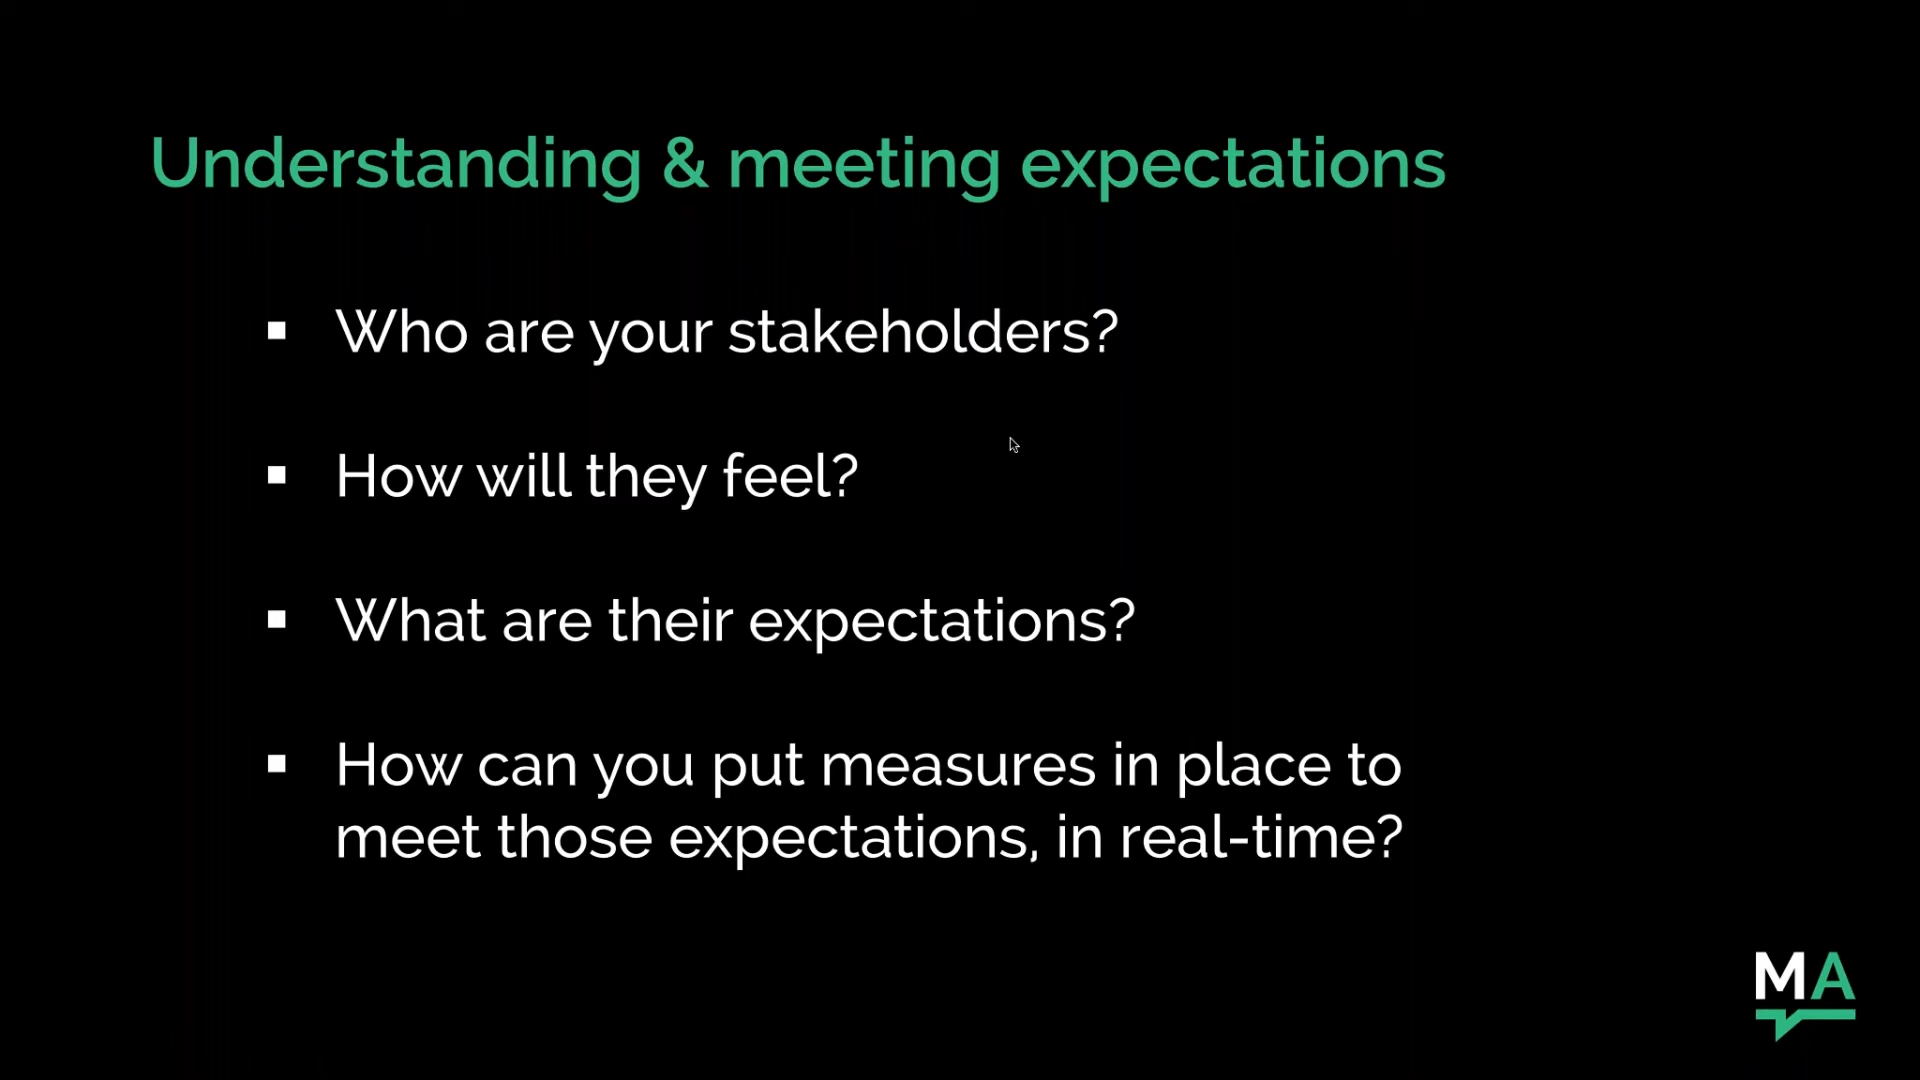 Understanding & meeting expectations
▪ Who are your stakeholders?
▪ How will they feel?
▪ What are their expectations?
▪ How can you put measures in place to
meet those expectations, in real-time?
MA